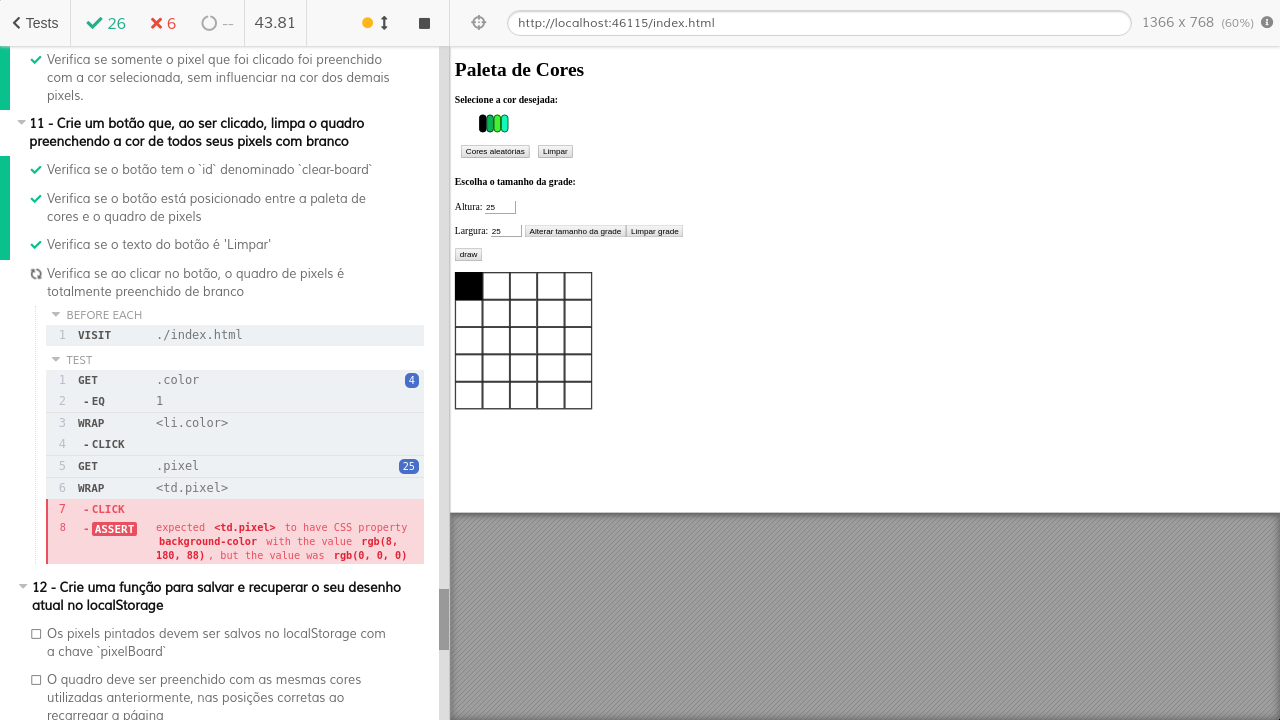 Tests
26
6
--
43.81
http://localhost:46115/index.html
1366 x 768 (60%)
Verifica se somente o pixel que foi clicado foi preenchido
com a cor selecionada, sem influenciar na cor dos demais
pixels.
11 - Crie um botão que, ao ser clicado, limpa o quadro
preenchendo a cor de todos seus pixels com branco
Verifica se o botão tem o `id` denominado `clear-board`
Verifica se o botão está posicionado entre a paleta de
cores e o quadro de pixels
Verifica se o texto do botão é 'Limpar'
Verifica se ao clicar no botão, o quadro de pixels é
totalmente preenchido de branco
BEFORE EACH
1 VISIT ./index.html
TEST
1 GET .color 4
2 - EQ 1
3 WRAP <li.color>
4 - CLICK
5 GET .pixel 25
6 WRAP <td.pixel>
7 - CLICK
8 - ASSERT expected <td.pixel> to have CSS property
background-color with the value rgb(8,
180, 88) , but the value was rgb(0, 0, 0)
12 - Crie uma função para salvar e recuperar o seu desenho
atual no localStorage
Os pixels pintados devem ser salvos no localStorage com
a chave `pixelBoard`
O quadro deve ser preenchido com as mesmas cores
utilizadas anteriormente, nas posições corretas ao
recarregar a página
Paleta de Cores
Selecione a cor desejada:
Cores aleatórias Limpar
Escolha o tamanho da grade:
Altura: 25
Largura: 25 Alterar tamanho da grade Limpar grade
draw